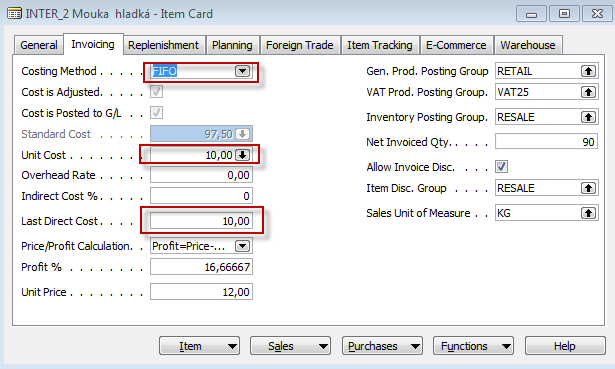 INTER_2 Mouka hladká - Item Card
General Invoicing Replenishment Planning Foreign Trade Item Tracking E-Commerce Warehouse
Costing Method . . . . . FIFO Gen. Prod. Posting Group RETAIL
Cost is Adjusted. . . . . . VAT Prod. Posting Group. VAT25
Cost is Posted to G/L . . Inventory Posting Group . RESALE
Standard Cost . . . . . . 97,50 Net Invoiced Qty. . . . . 90
Unit Cost . . . . . . . . . 10,00 Allow Invoice Disc. . . . .
Overhead Rate . . . . . . 0,00 Item Disc. Group . . . . RESALE
Indirect Cost % . . . . . 0 Sales Unit of Measure . . KG
Last Direct Cost . . . . . 10,00
Price/Profit Calculation. . Profit=Price-...
Profit % . . . . . . . . . 16,66667
Unit Price . . . . . . . . 12,00
Item Sales Purchases Functions Help